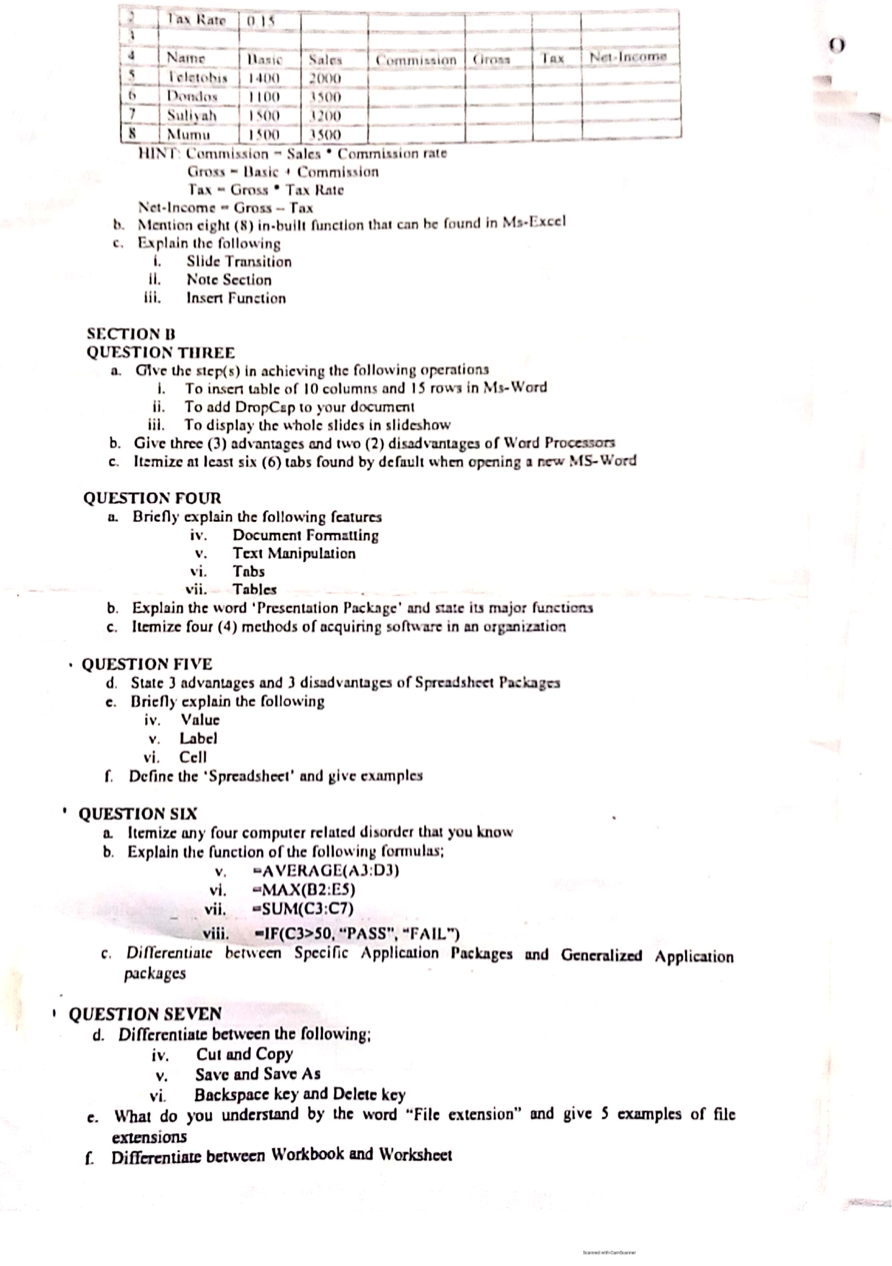 2 Tax Rate 0.15
3
4 Name Basic Sales Commission Gross Tax Net-Income
5 Teletobis 1400 2000
6 Dondos 1100 3500
7 Suliyah 1500 3200
8 Mumu 1500 3500
HINT: Commission = Sales * Commission rate
Gross = Basic + Commission
Tax = Gross * Tax Rate
Net-Income = Gross – Tax
b. Mention eight (8) in-built function that can be found in Ms-Excel
c. Explain the following
i. Slide Transition
ii. Note Section
iii. Insert Function
SECTION B
QUESTION THREE
a. Give the step(s) in achieving the following operations
i. To insert table of 10 columns and 15 rows in Ms-Word
ii. To add DropCap to your document
iii. To display the whole slides in slideshow
b. Give three (3) advantages and two (2) disadvantages of Word Processors
c. Itemize at least six (6) tabs found by default when opening a new MS-Word
QUESTION FOUR
a. Briefly explain the following features
iv. Document Formatting
v. Text Manipulation
vi. Tabs
vii. Tables
b. Explain the word 'Presentation Package' and state its major functions
c. Itemize four (4) methods of acquiring software in an organization
QUESTION FIVE
d. State 3 advantages and 3 disadvantages of Spreadsheet Packages
e. Briefly explain the following
iv. Value
v. Label
vi. Cell
f. Define the 'Spreadsheet' and give examples
QUESTION SIX
a. Itemize any four computer related disorder that you know
b. Explain the function of the following formulas;
v. =AVERAGE(A3:D3)
vi. =MAX(B2:E5)
vii. =SUM(C3:C7)
viii. =IF(C3>50, “PASS”, “FAIL”)
c. Differentiate between Specific Application Packages and Generalized Application
packages
QUESTION SEVEN
d. Differentiate between the following;
iv. Cut and Copy
v. Save and Save As
vi. Backspace key and Delete key
e. What do you understand by the word “File extension” and give 5 examples of file
extensions
f. Differentiate between Workbook and Worksheet
Scanned with CamScanner